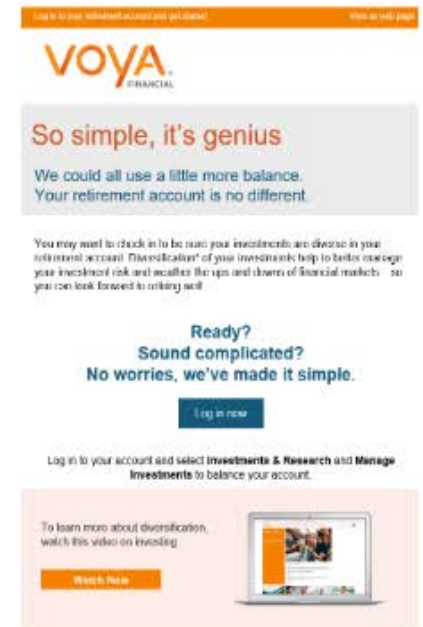 Log in to your retirement account and get started
View as web page
VOYA
FINANCIAL
So simple, it's genius
We could all use a little more balance.
Your retirement account is no different.
You may want to check in to be sure your investments are diverse in your
retirement account. Diversification* of your investments help to better manage
your investment risk and weather the ups and downs of financial markets so
you can look forward to retiring well
Ready?
Sound complicated?
No worries, we've made it simple.
Log in now
Log in to your account and select Investments & Research and Manage
Investments to balance your account.
To learn more about diversification,
watch this video on investing
Watch Now